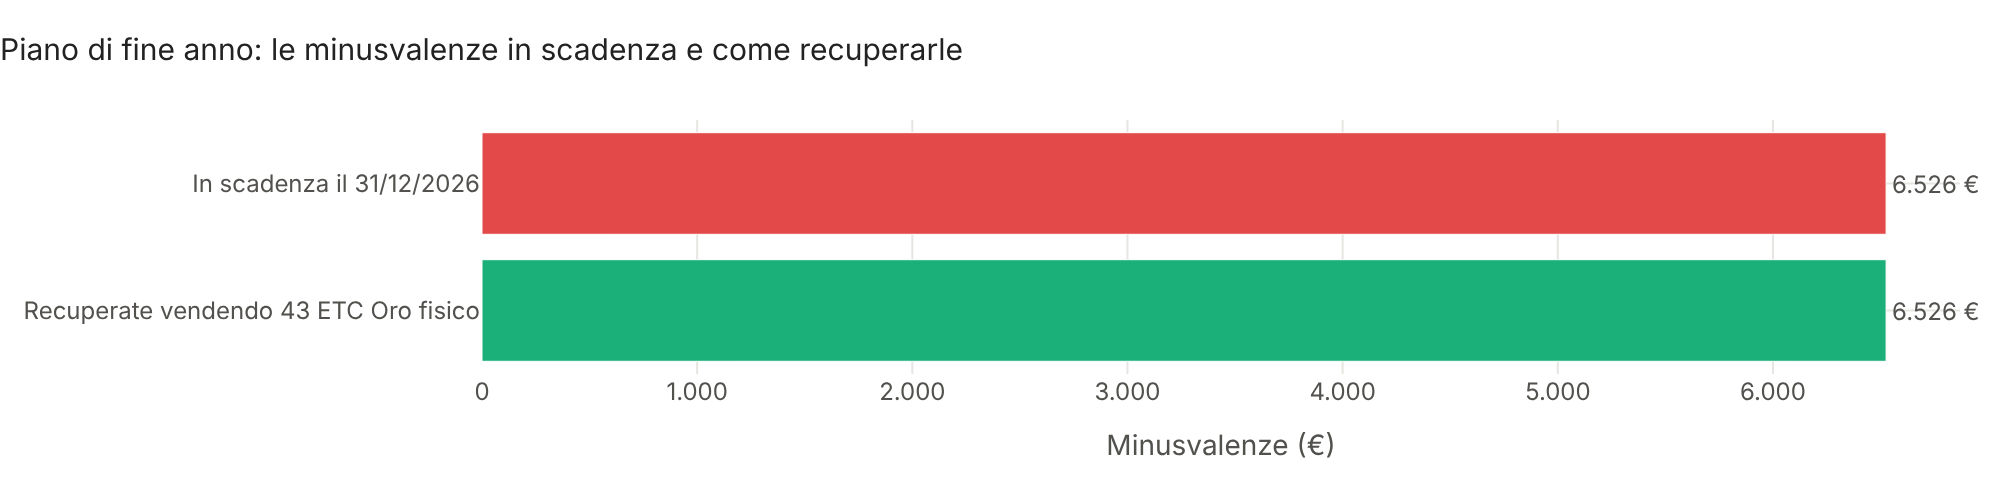 Piano di fine anno: le minusvalenze in scadenza e come recuperarle
In scadenza il 31/12/2026
6.526 €
Recuperate vendendo 43 ETC Oro fisico
6.526 €
0 1.000 2.000 3.000 4.000 5.000 6.000
Minusvalenze (€)